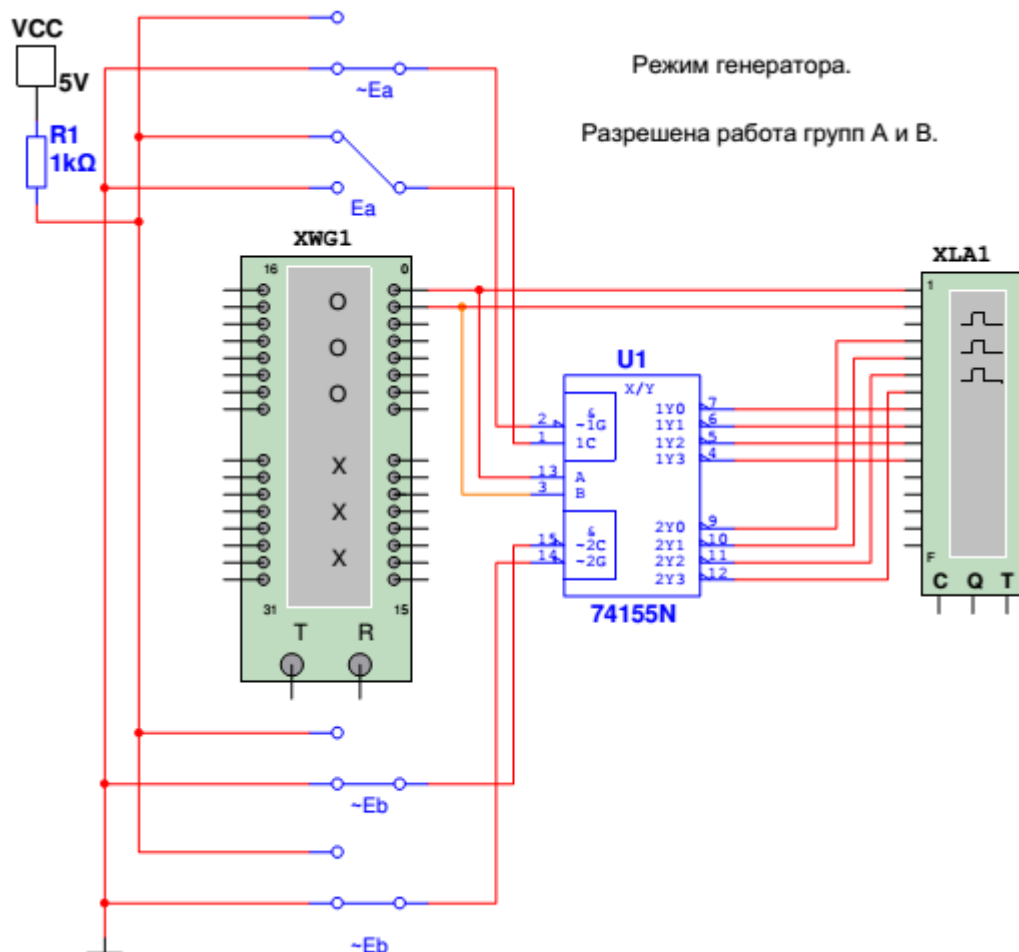 VCC
5V
R1
1kΩ
~Ea
Ea
Режим генератора.
Разрешена работа групп А и В.
XWG1
16
0
O
O
O
X
X
X
31
15
T
R
XLA1
1
F
C
Q
T
U1
X/Y
&
2
~1G
1
1C
13
A
3
B
&
15
~2C
14
~2G
1Y0
7
1Y1
6
1Y2
5
1Y3
4
2Y0
9
2Y1
10
2Y2
11
2Y3
12
74155N
~Eb
~Eb